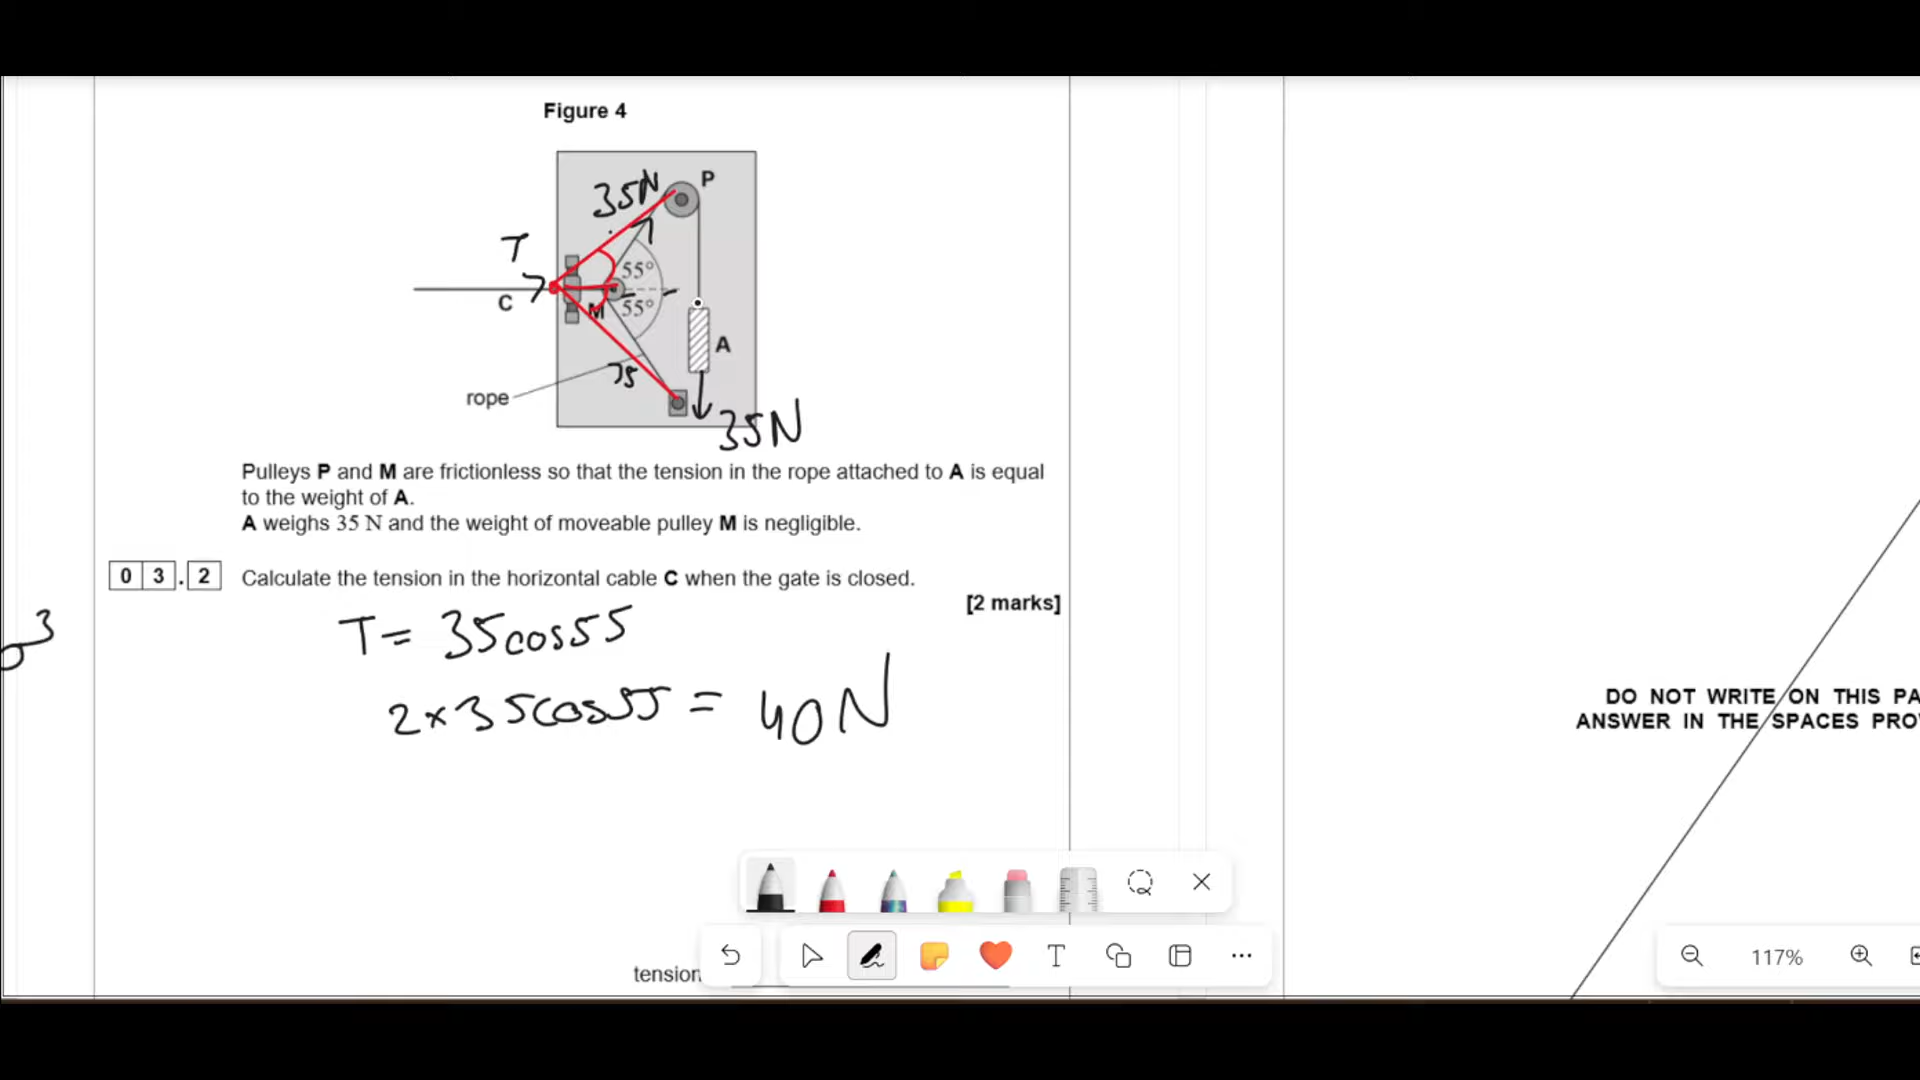 Figure 4
35N
P
T
55°
C
M
55°
A
35
rope
35N
Pulleys P and M are frictionless so that the tension in the rope attached to A is equal
to the weight of A.
A weighs 35 N and the weight of moveable pulley M is negligible.
0 3 . 2 Calculate the tension in the horizontal cable C when the gate is closed.
[2 marks]
T = 35cos55
2 × 35cos55 = 40N
3
DO NOT WRITE ON THIS PA
ANSWER IN THE SPACES PRO
tension
T
117%